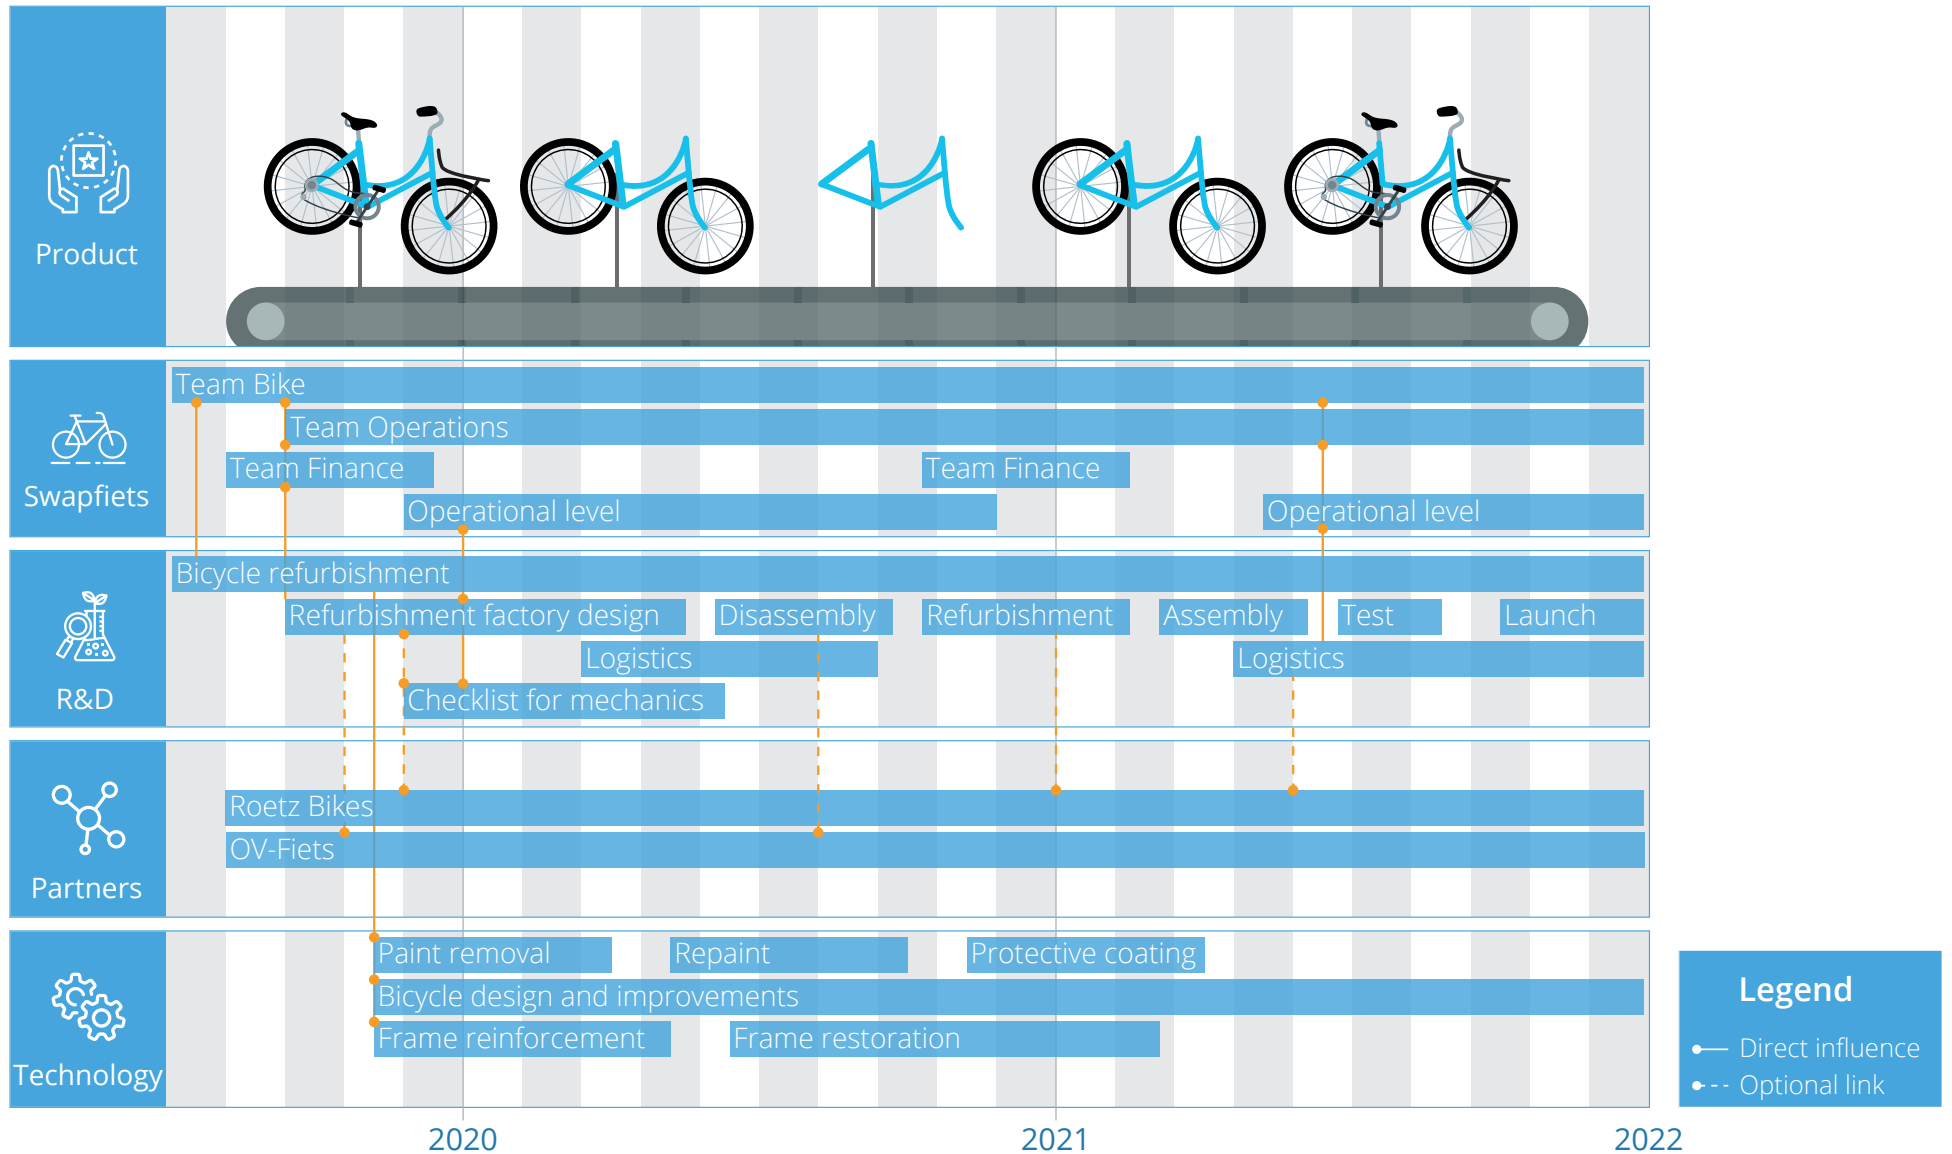 Product
Swapfiets
Team Bike
Team Operations
Team Finance
Team Finance
Operational level
Operational level
R&D
Bicycle refurbishment
Refurbishment factory design
Disassembly
Refurbishment
Assembly
Test
Launch
Logistics
Logistics
Checklist for mechanics
Partners
Roetz Bikes
OV-Fiets
Technology
Paint removal
Repaint
Protective coating
Bicycle design and improvements
Frame reinforcement
Frame restoration
Legend
Direct influence
Optional link
2020
2021
2022